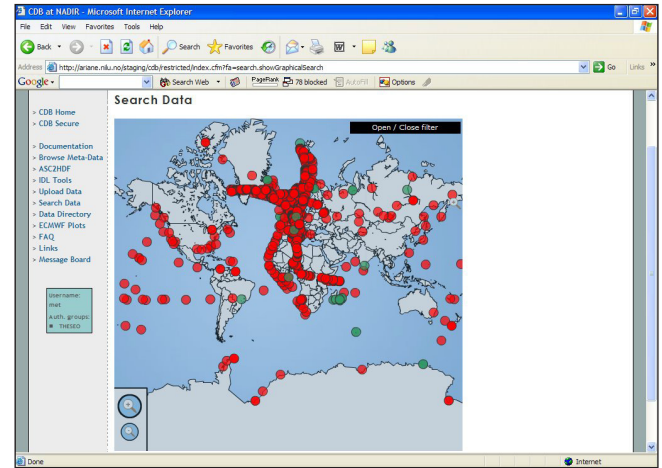 CDB at NADIR - Microsoft Internet Explorer
File Edit View Favorites Tools Help
Back Search Favorites
Address http://ariane.nilu.no/staging/cdb/restricted/index.cfm?fa=search.showGraphicalSearch Go Links »
Google Search Web PageRank 78 blocked AutoFill Options
Search Data
Open / Close filter
> CDB Home
> CDB Secure
> Documentation
> Browse Meta-Data
> ASC2HDF
> IDL Tools
> Upload Data
> Search Data
> Data Directory
> ECMWF Plots
> FAQ
> Links
> Message Board
Username:
met
Auth. groups:
THESEO
Done Internet